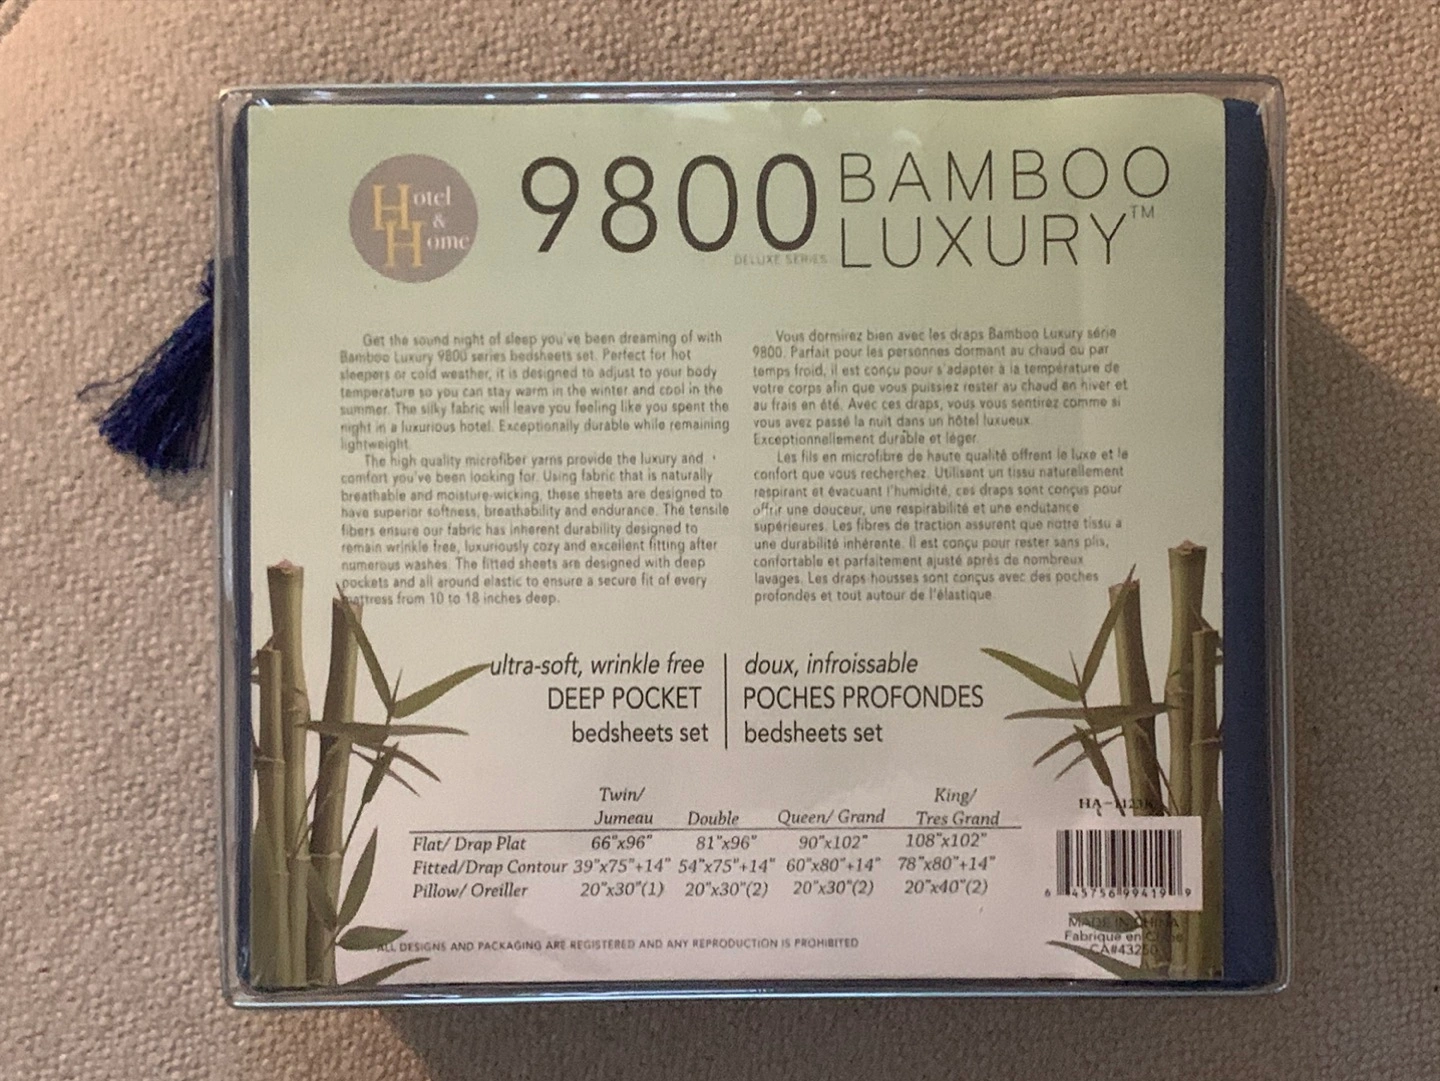 Hotel
&
Home
9800
DELUXE SERIES
BAMBOO
LUXURY™
Get the sound night of sleep you've been dreaming of with
Bamboo Luxury 9800 series bedsheets set. Perfect for hot
sleepers or cold weather, it is designed to adjust to your body
temperature so you can stay warm in the winter and cool in the
summer. The silky fabric will leave you feeling like you spent the
night in a luxurious hotel. Exceptionally durable while remaining
lightweight.
The high quality microfiber yarns provide the luxury and
comfort you've been looking for. Using fabric that is naturally
breathable and moisture-wicking, these sheets are designed to
have superior softness, breathability and endurance. The tensile
fibers ensure our fabric has inherent durability designed to
remain wrinkle free, luxuriously cozy and excellent fitting after
numerous washes. The fitted sheets are designed with deep
pockets and all around elastic to ensure a secure fit of every
mattress from 10 to 18 inches deep.
Vous dormirez bien avec les draps Bamboo Luxury série
9800. Parfait pour les personnes dormant au chaud ou par
temps froid, il est conçu pour s'adapter à la température de
votre corps afin que vous puissiez rester au chaud en hiver et
au frais en été. Avec ces draps, vous vous sentirez comme si
vous avez passé la nuit dans un hôtel luxueux.
Exceptionnellement durable et léger.
Les fils en microfibre de haute qualité offrent le luxe et le
confort que vous recherchez. Utilisant un tissu naturellement
respirant et évacuant l'humidité, ces draps sont conçus pour
offrir une douceur, une respirabilité et une endutance
supérieures. Les fibres de traction assurent que notre tissu a
une durabilité inhérente. Il est conçu pour rester sans plis,
confortable et parfaitement ajusté après de nombreux
lavages. Les draps-housses sont conçus avec des poches
profondes et tout autour de l'élastique.
ultra-soft, wrinkle free
DEEP POCKET
bedsheets set
doux, infroissable
POCHES PROFONDES
bedsheets set
Twin/ King/
Jumeau Double Queen/ Grand Tres Grand
Flat/ Drap Plat 66"x96" 81"x96" 90"x102" 108"x102"
Fitted/Drap Contour 39"x75"+14" 54"x75"+14" 60"x80"+14" 78"x80"+14"
Pillow/ Oreiller 20"x30"(1) 20"x30"(2) 20"x30"(2) 20"x40"(2)
HA-1123K
6 45756 99419 9
MADE IN CHINA
Fabriqué en Chine
ALL DESIGNS AND PACKAGING ARE REGISTERED AND ANY REPRODUCTION IS PROHIBITED